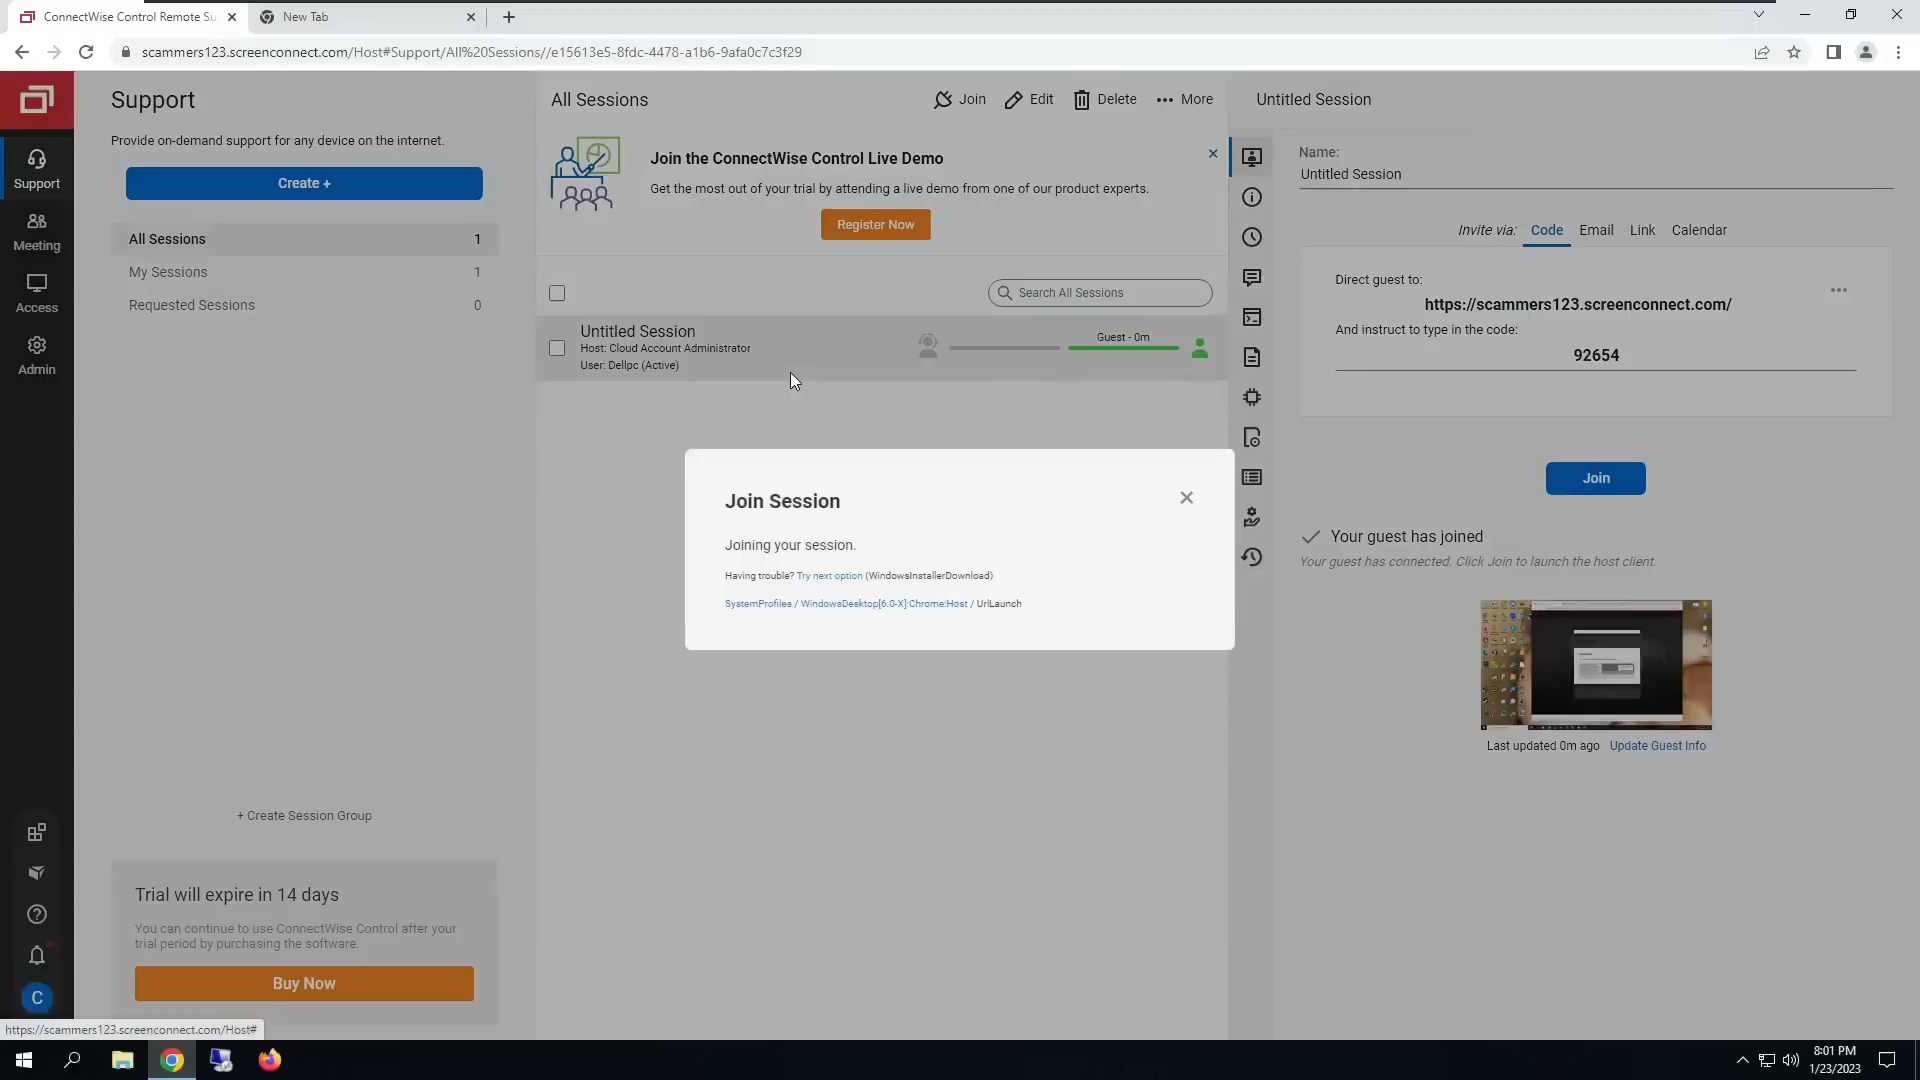 ConnectWise Control Remote Su
New Tab
scammers123.screenconnect.com/Host#Support/All%20Sessions//e15613e5-8fdc-4478-a1b6-9afa0c7c3f29
Support
Meeting
Access
Admin
C
Support
Provide on-demand support for any device on the internet.
Create +
All Sessions 1
My Sessions 1
Requested Sessions 0
+ Create Session Group
Trial will expire in 14 days
You can continue to use ConnectWise Control after your
trial period by purchasing the software.
Buy Now
https://scammers123.screenconnect.com/Host#
All Sessions
Join Edit Delete ••• More
Join the ConnectWise Control Live Demo
Get the most out of your trial by attending a live demo from one of our product experts.
Register Now
Search All Sessions
Untitled Session
Host: Cloud Account Administrator
User: Dellpc (Active)
Guest - 0m
Join Session
Joining your session.
Having trouble? Try next option (WindowsInstallerDownload)
SystemProfiles / WindowsDesktop[6.0-X]:Chrome:Host / UrlLaunch
Untitled Session
Name:
Untitled Session
Invite via: Code Email Link Calendar
Direct guest to:
https://scammers123.screenconnect.com/
And instruct to type in the code:
92654
Join
Your guest has joined
Your guest has connected. Click Join to launch the host client.
Last updated 0m ago Update Guest Info
8:01 PM
1/23/2023